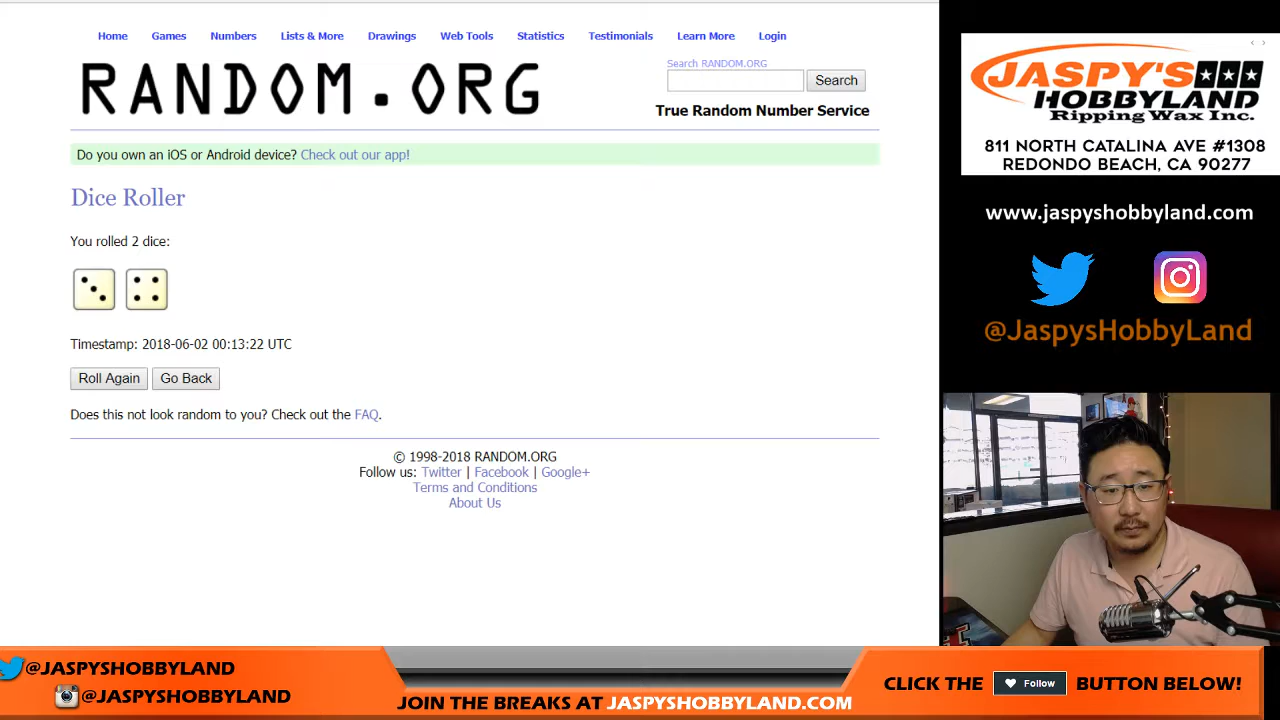 Home Games Numbers Lists & More Drawings Web Tools Statistics Testimonials Learn More Login
RANDOM.ORG
Search RANDOM.ORG
Search
True Random Number Service
Do you own an iOS or Android device? Check out our app!
Dice Roller
You rolled 2 dice:
Timestamp: 2018-06-02 00:13:22 UTC
Roll Again Go Back
Does this not look random to you? Check out the FAQ.
© 1998-2018 RANDOM.ORG
Follow us: Twitter | Facebook | Google+
Terms and Conditions
About Us
JASPY'S
HOBBYLAND
Ripping Wax Inc.
811 NORTH CATALINA AVE #1308
REDONDO BEACH, CA 90277
www.jaspyshobbyland.com
@JaspysHobbyLand
@JASPYSHOBBYLAND
@JASPYSHOBBYLAND
JOIN THE BREAKS AT JASPYSHOBBYLAND.COM
CLICK THE Follow BUTTON BELOW!